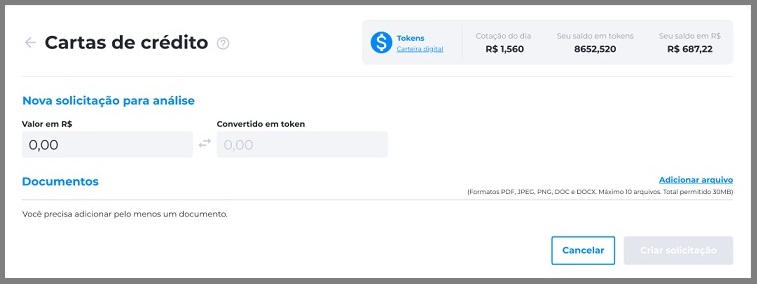 Cartas de crédito
Tokens
Carteira digital
Cotação do dia
R$ 1,560
Seu saldo em tokens
8652,520
Seu saldo em R$
R$ 687,22
Nova solicitação para análise
Valor em R$
Convertido em token
0,00
0,00
Documentos
Adicionar arquivo
(Formatos PDF, JPEG, PNG, DOC e DOCX. Máximo 10 arquivos. Total permitido 30MB)
Você precisa adicionar pelo menos um documento.
Cancelar
Criar solicitação